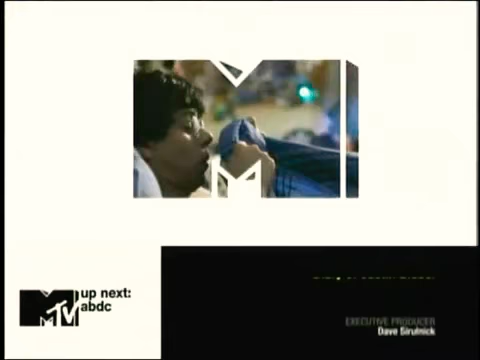 M
MTV
up next:
abdc
EXECUTIVE PRODUCER
Dave Sirulnick